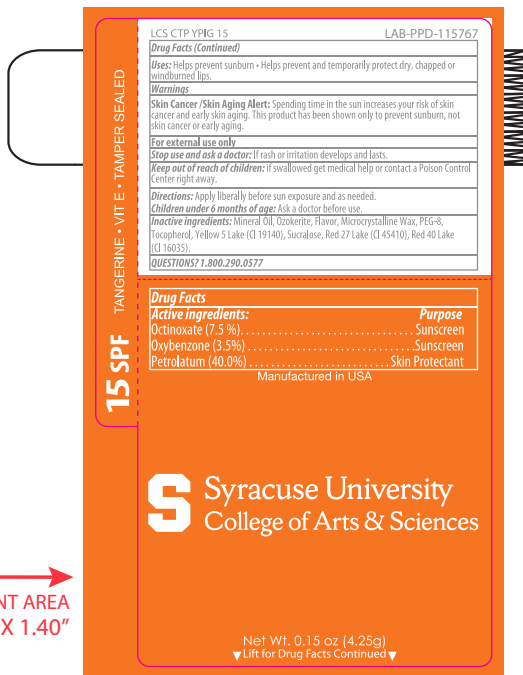 LCS CTP YPIG 15 LAB-PPD-115767
Drug Facts (Continued)
Uses: Helps prevent sunburn • Helps prevent and temporarily protect dry, chapped or
windburned lips.
Warnings
Skin Cancer /Skin Aging Alert: Spending time in the sun increases your risk of skin
cancer and early skin aging. This product has been shown only to prevent sunburn, not
skin cancer or early aging.
For external use only
Stop use and ask a doctor: If rash or irritation develops and lasts.
Keep out of reach of children: if swallowed get medical help or contact a Poison Control
Center right away.
Directions: Apply liberally before sun exposure and as needed.
Children under 6 months of age: Ask a doctor before use.
Inactive ingredients: Mineral Oil, Ozokerite, Flavor, Microcrystalline Wax, PEG-8,
Tocopherol, Yellow 5 Lake (CI 19140), Sucralose, Red 27 Lake (CI 45410), Red 40 Lake
(CI 16035).
QUESTIONS? 1.800.290.0577
15 SPF TANGERINE • VIT E • TAMPER SEALED
Drug Facts
Active ingredients: Purpose
Octinoxate (7.5 %)........................Sunscreen
Oxybenzone (3.5%)........................Sunscreen
Petrolatum (40.0%)........................Skin Protectant
Manufactured in USA
S Syracuse University
College of Arts & Sciences
NT AREA
X 1.40"
Net Wt. 0.15 oz (4.25g)
▼Lift for Drug Facts Continued▼